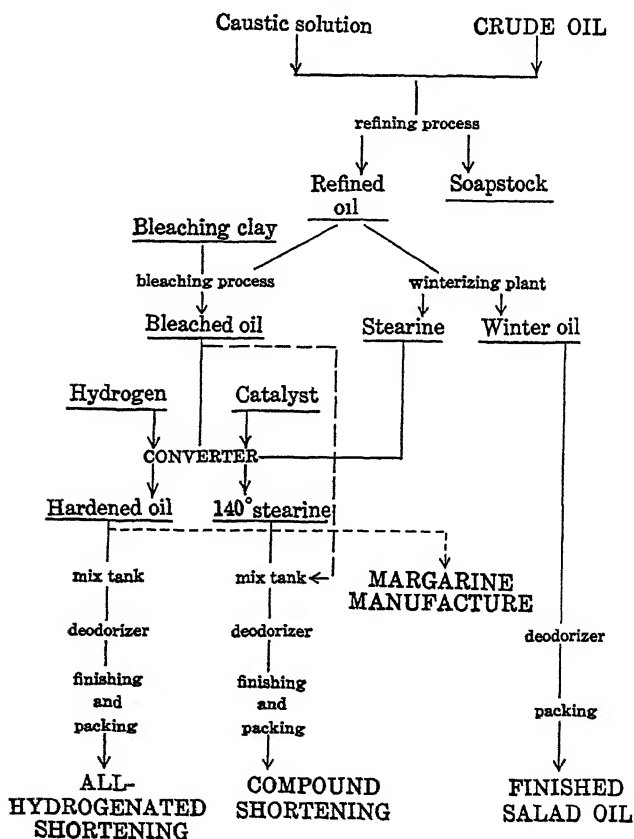 Caustic solution
CRUDE OIL
refining process
Refined
oil
Soapstock
Bleaching clay
bleaching process
winterizing plant
Bleached oil
Stearine
Winter oil
Hydrogen
Catalyst
CONVERTER
Hardened oil
140° stearine
mix tank
mix tank
MARGARINE
MANUFACTURE
deodorizer
deodorizer
deodorizer
finishing
and
packing
finishing
and
packing
packing
ALL-
HYDROGENATED
SHORTENING
COMPOUND
SHORTENING
FINISHED
SALAD OIL